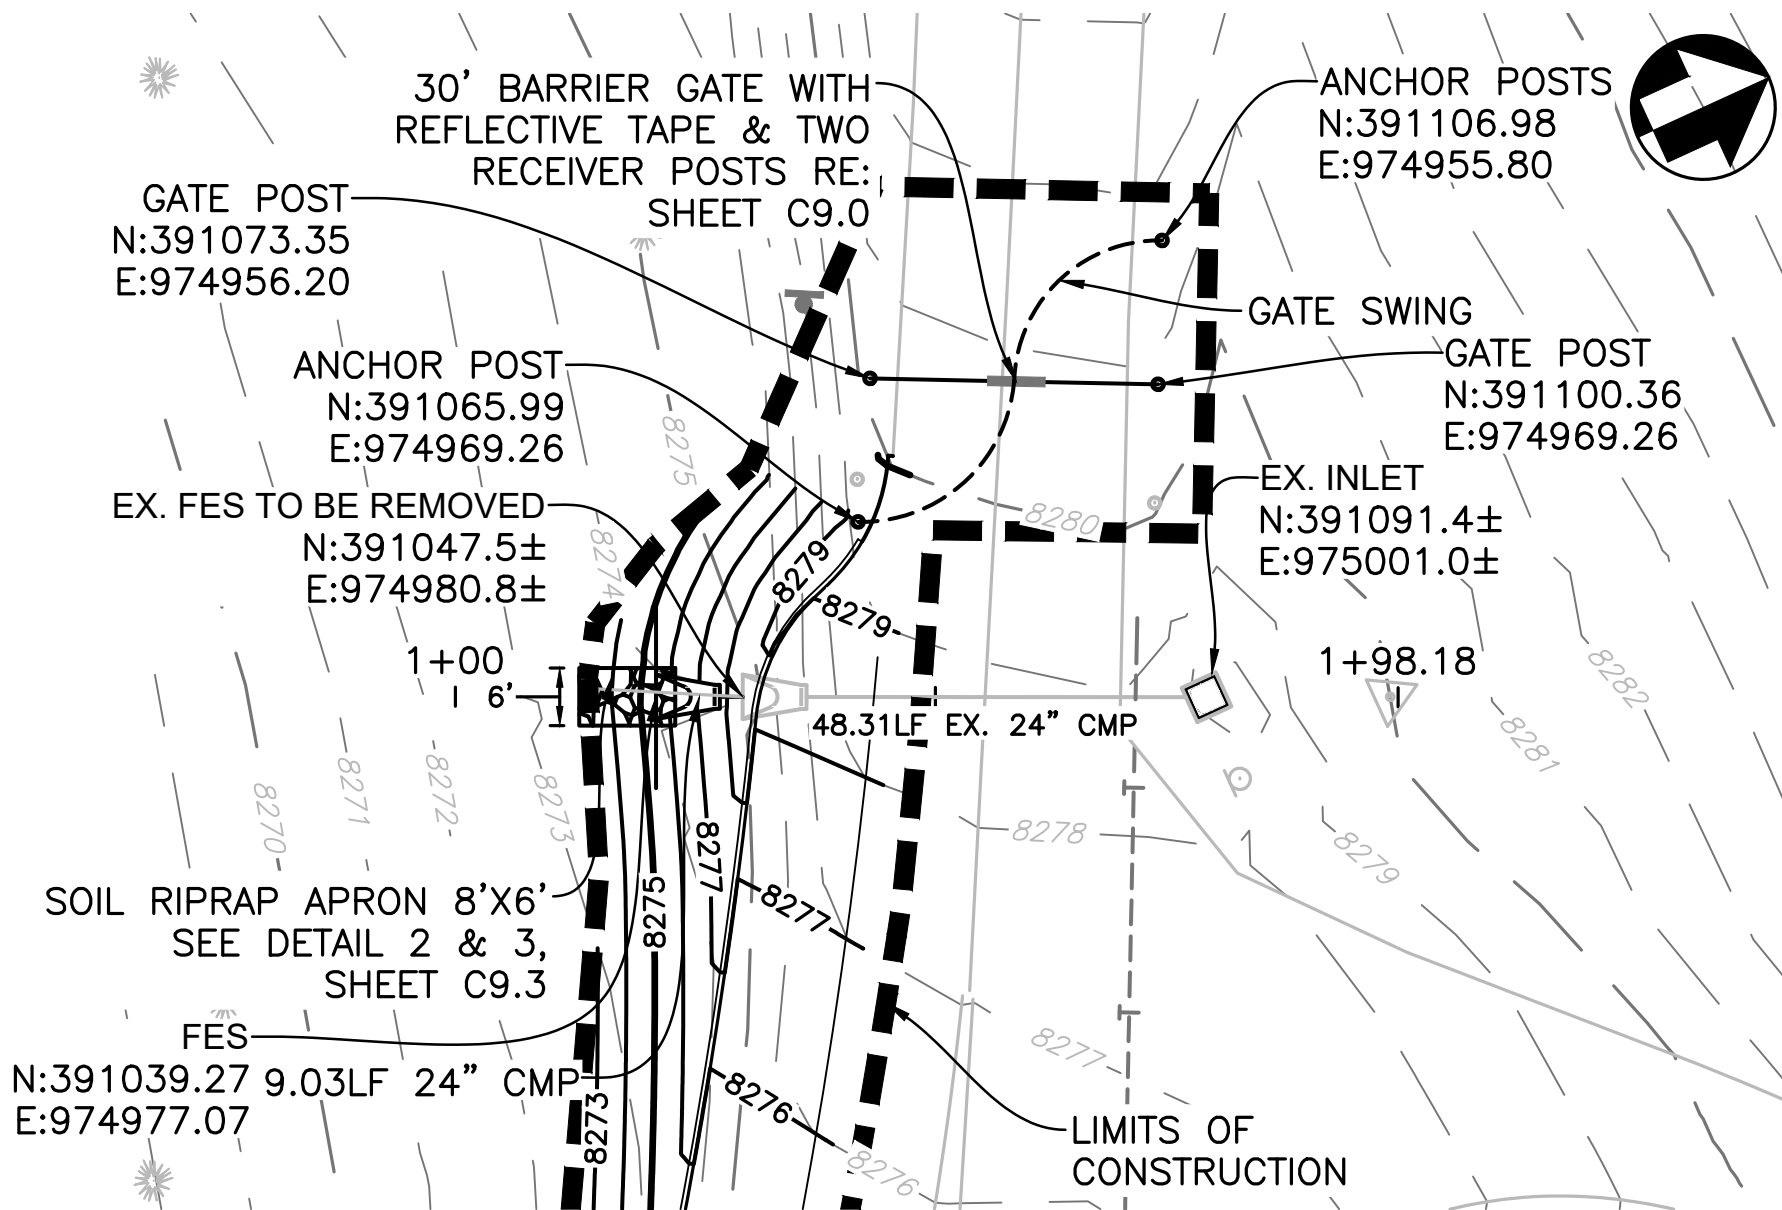 30' BARRIER GATE WITH
REFLECTIVE TAPE & TWO
RECEIVER POSTS RE:
SHEET C9.0
ANCHOR POSTS
N:391106.98
E:974955.80
GATE POST
N:391073.35
E:974956.20
GATE SWING
GATE POST
N:391100.36
E:974969.26
ANCHOR POST
N:391065.99
E:974969.26
8275
EX. INLET
N:391091.4±
E:975001.0±
EX. FES TO BE REMOVED
N:391047.5±
E:974980.8±
8280
8274
8279
8279
1+00
6'
1+98.18
8282
48.31LF EX. 24" CMP
8281
8270
8271
8272
8273
8278
8279
8277
8275
8277
SOIL RIPRAP APRON 8'X6'
SEE DETAIL 2 & 3,
SHEET C9.3
FES
N:391039.27
E:974977.07
9.03LF 24" CMP
8277
8276
8273
8276
LIMITS OF
CONSTRUCTION